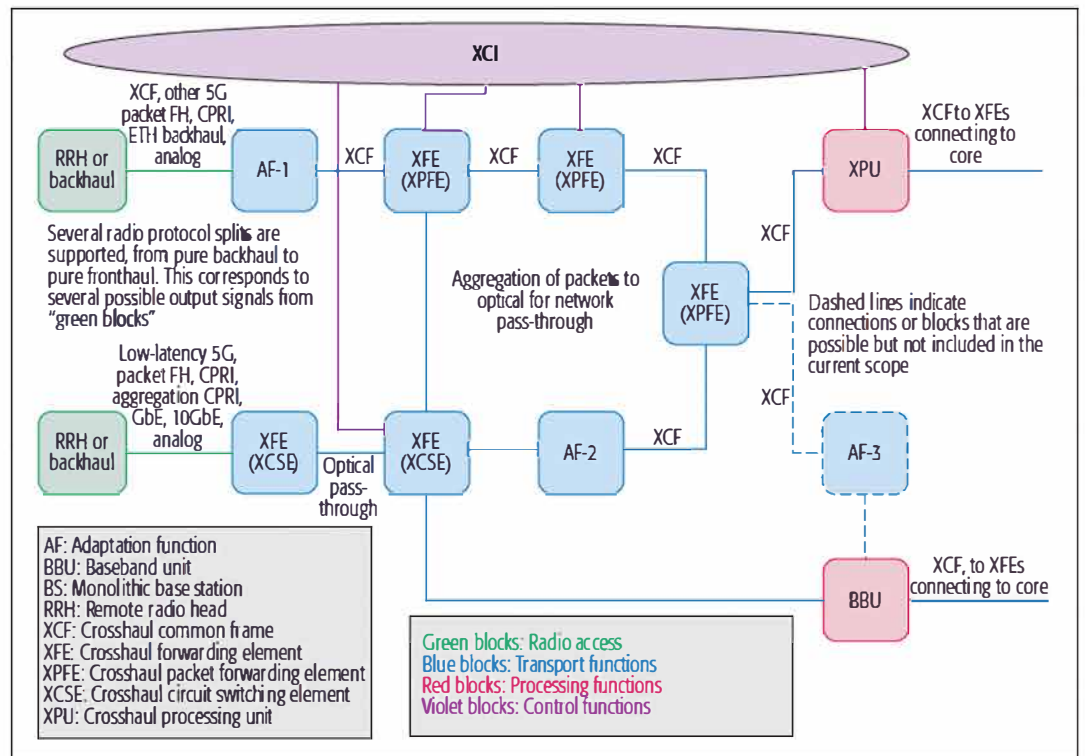 XCI
XCF, other 5G
packet FH, CPRI,
ETH backhaul,
analog
XCF to XFEs
connecting to
core
RRH or
backhaul
AF-1
XCF
XFE
(XPFE)
XCF
XFE
(XPFE)
XCF
XPU
Several radio protocol splits are
supported, from pure backhaul to
pure fronthaul. This corresponds to
several possible output signals from
“green blocks”
Aggregation of packets to
optical for network
pass-through
XFE
(XPFE)
XCF
Dashed lines indicate
connections or blocks that are
possible but not included in the
current scope
Low-latency 5G,
packet FH, CPRI,
aggregation CPRI,
GbE, 10GbE,
analog
XCF
RRH or
backhaul
XFE
(XCSE)
Optical
pass-
through
XFE
(XCSE)
AF-2
XCF
AF-3
AF: Adaptation function
BBU: Baseband unit
BS: Monolithic base station
RRH: Remote radio head
XCF: Crosshaul common frame
XFE: Crosshaul forwarding element
XPFE: Crosshaul packet forwarding element
XCSE: Crosshaul circuit switching element
XPU: Crosshaul processing unit
Green blocks: Radio access
Blue blocks: Transport functions
Red blocks: Processing functions
Violet blocks: Control functions
BBU
XCF, to XFEs
connecting to core